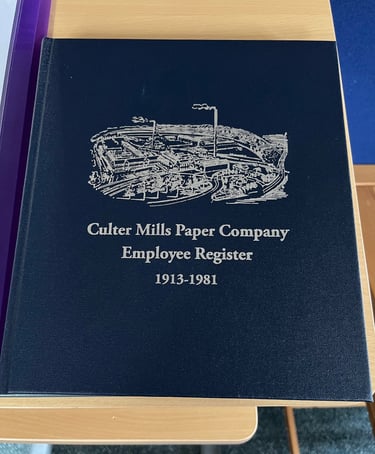 Culter Mills Paper Company
Employee Register
1913-1981